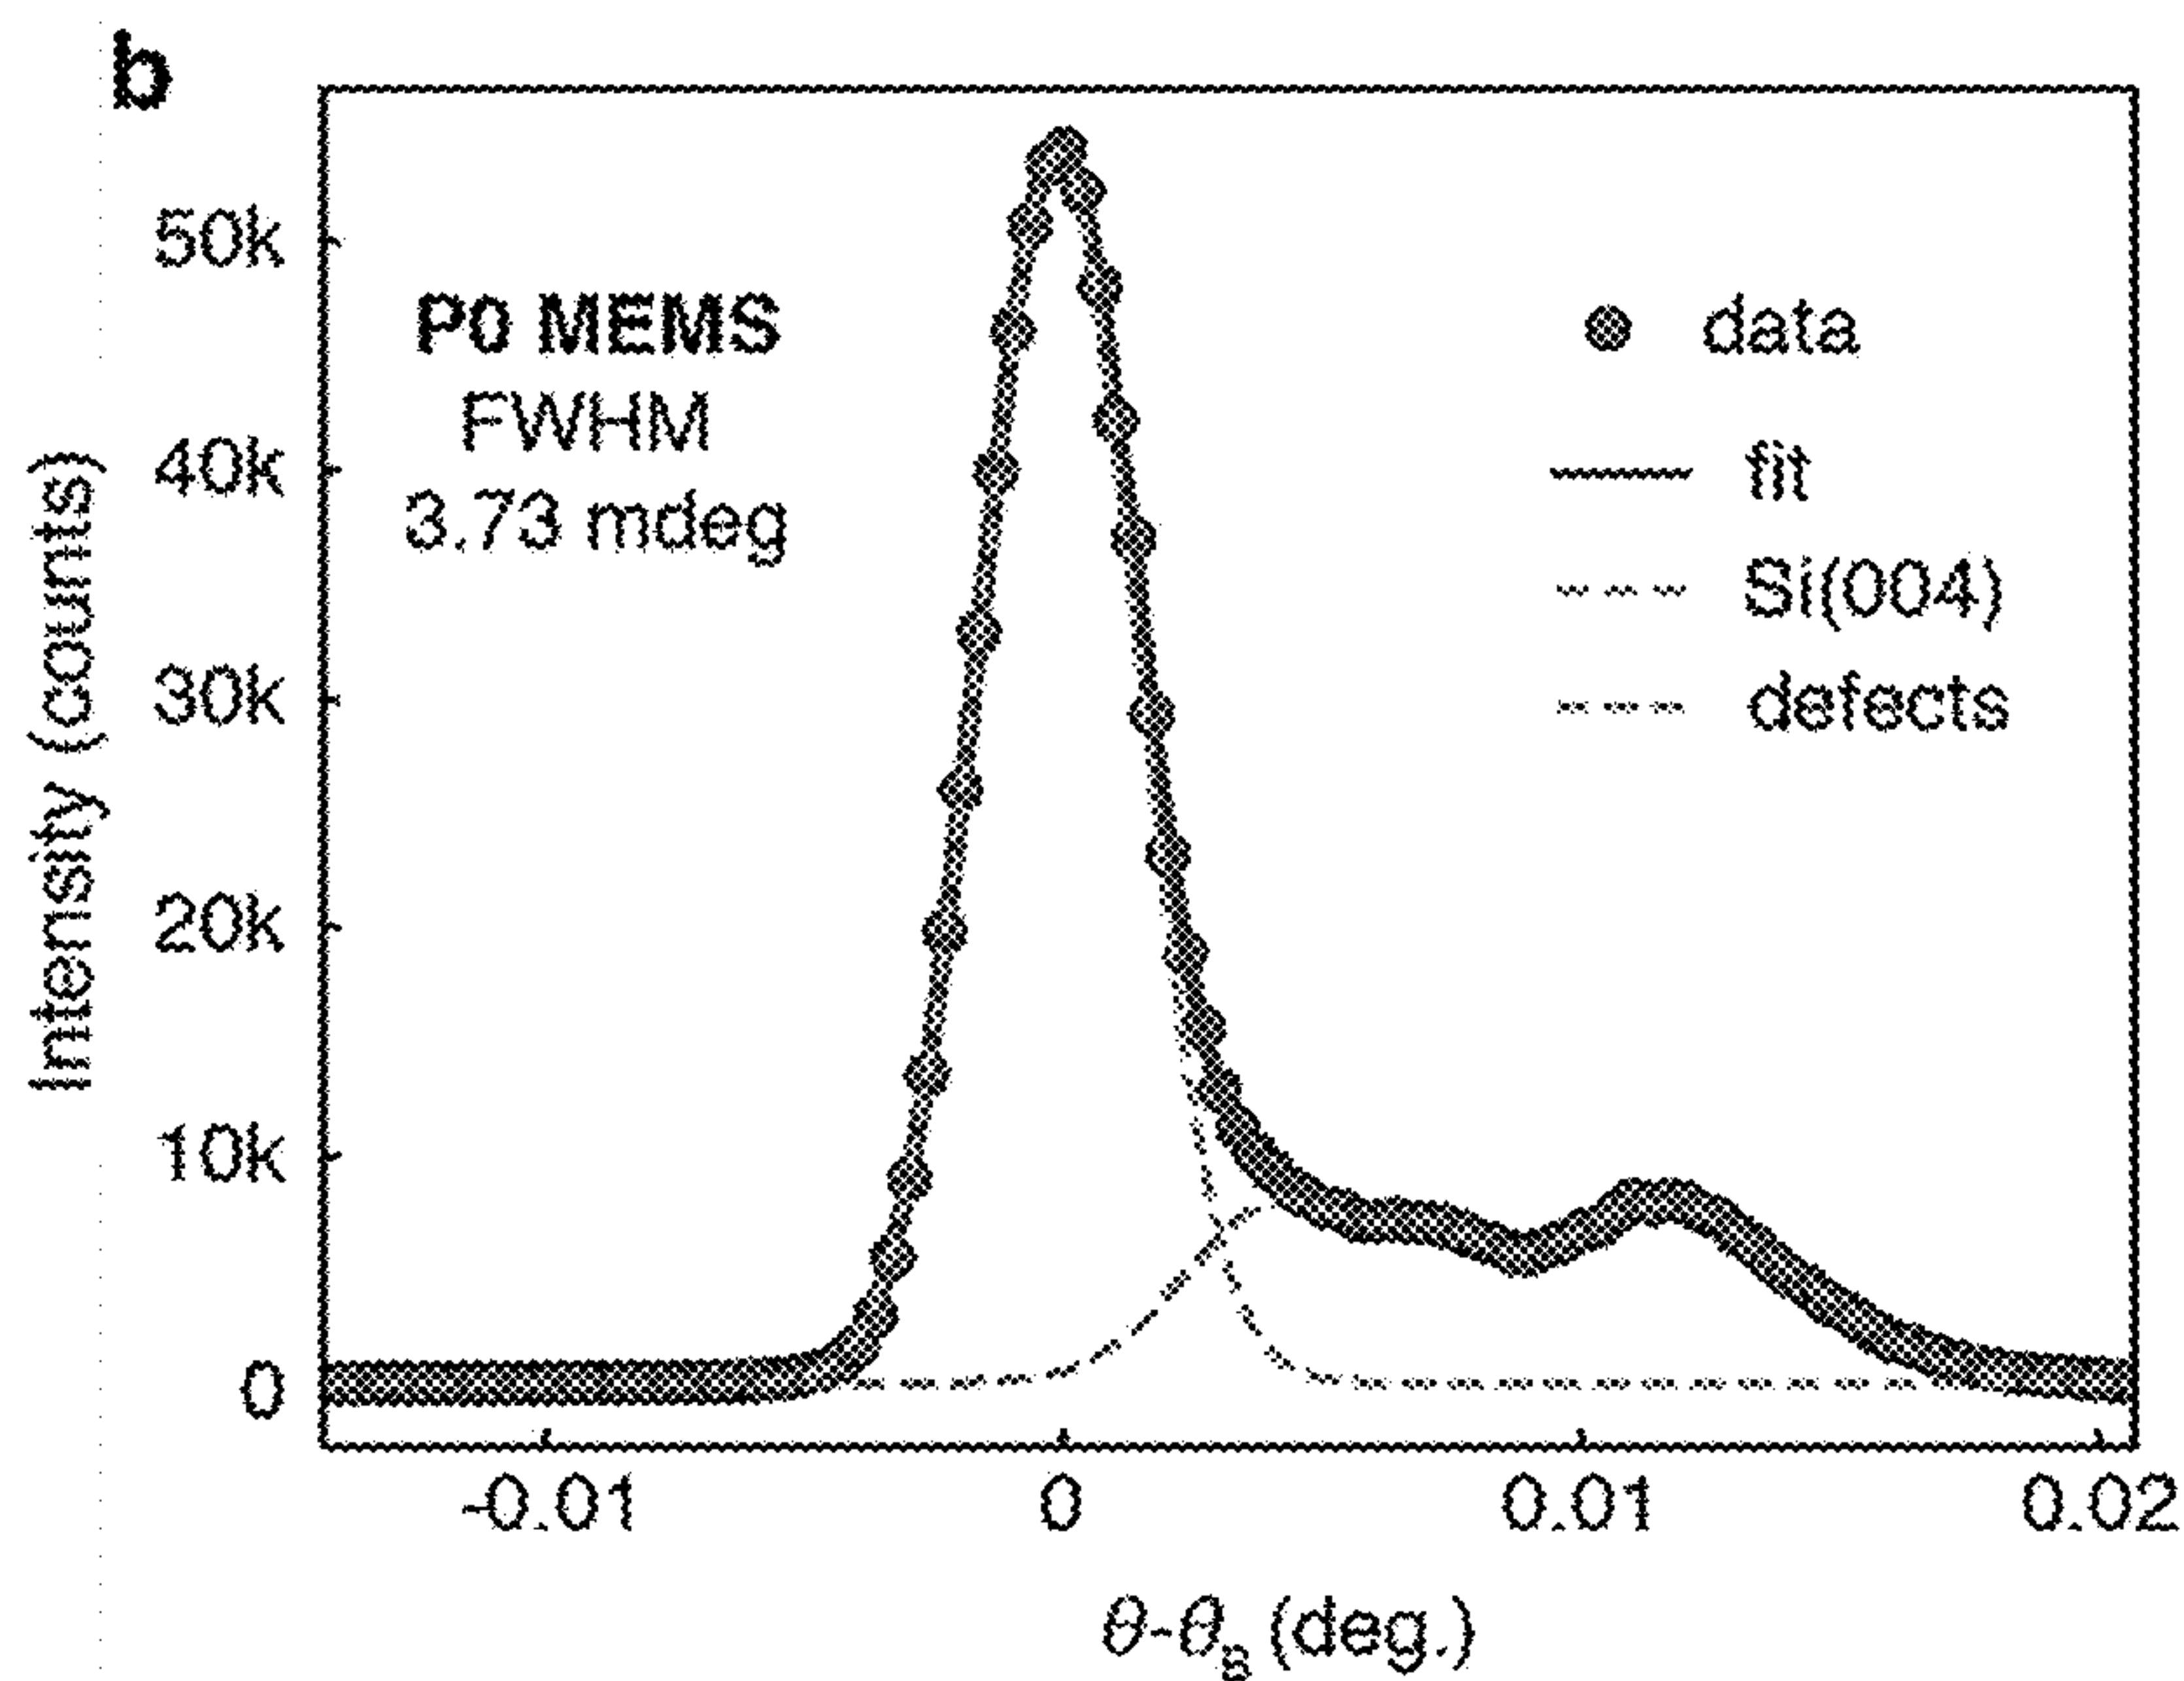 b
Intensity (counts)
50k
40k
30k
20k
10k
0
P0 MEMS
FWHM
3.73 mdeg
data
fit
Si(004)
defects
-0.01
0
0.01
0.02
θ-θ (deg.)